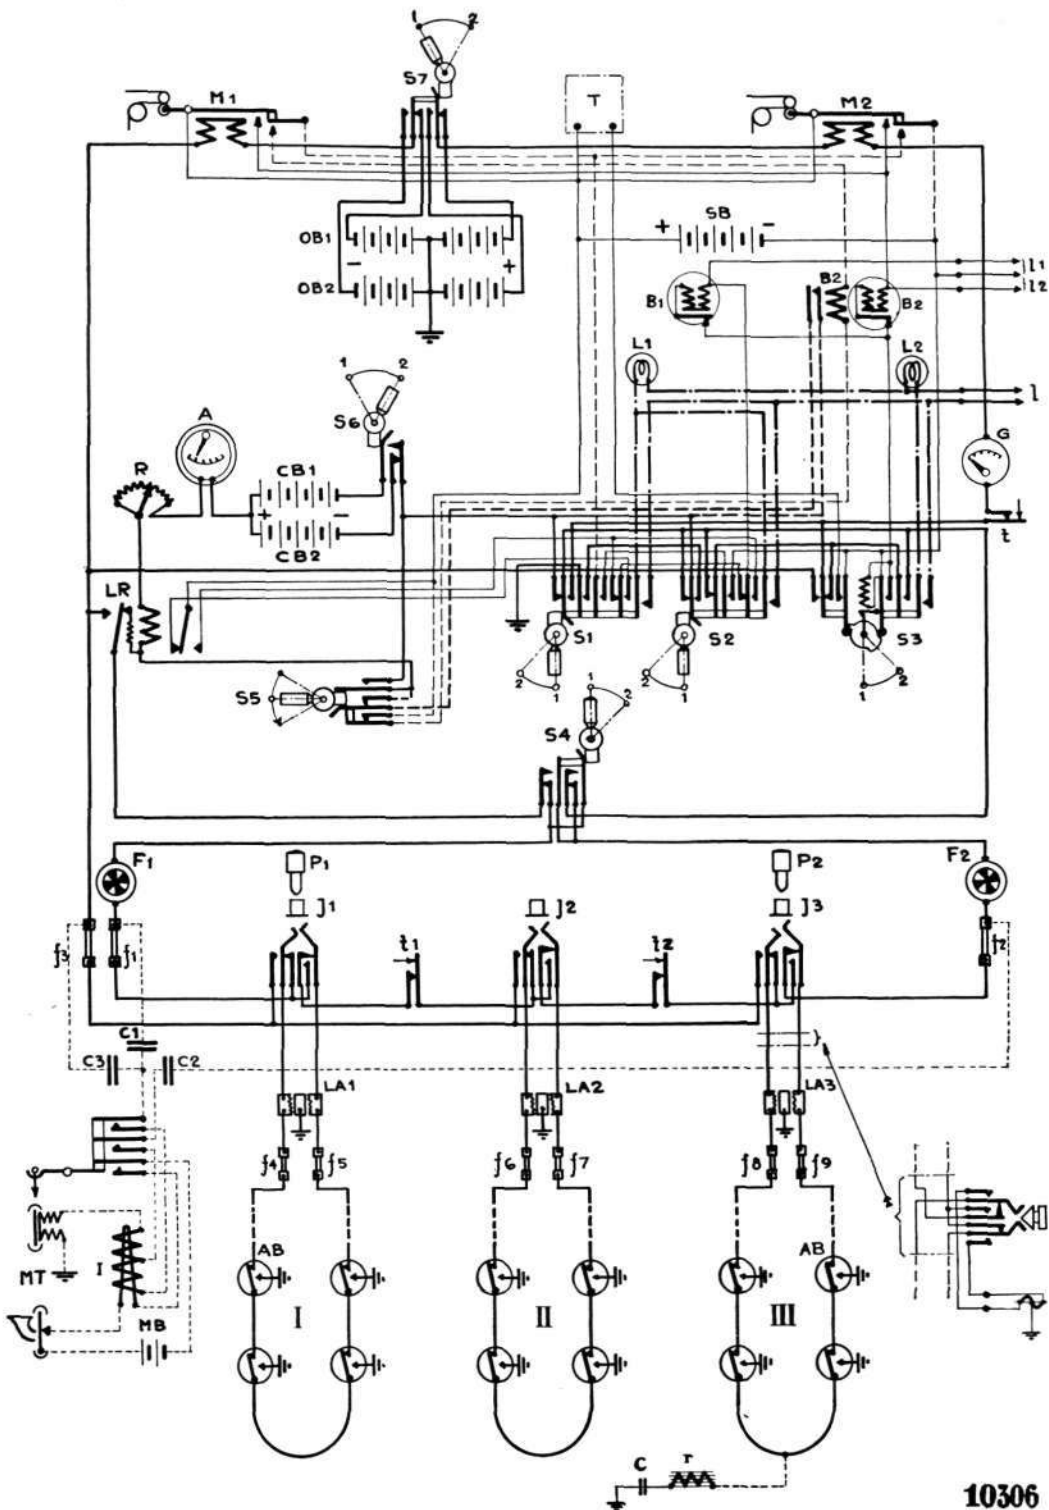 1 2
S7
M1
T
M2
OB1
SB
+ -
- +
OB2
l1
l2
B1
B2
B2
L1
L2
l
1 2
S6
A
G
R
CB1
+ -
CB2
t
LR
S1
S2
S3
2 1
2 1
1 2
S5
1 2
S4
F1
P1
P2
F2
J1
J2
J3
f3
f1
t1
t2
f2
C1
C3
C2
LA1
LA2
LA3
f4
f5
f6
f7
f8
f9
AB
AB
MT
I
I
II
III
MB
C
r
10306